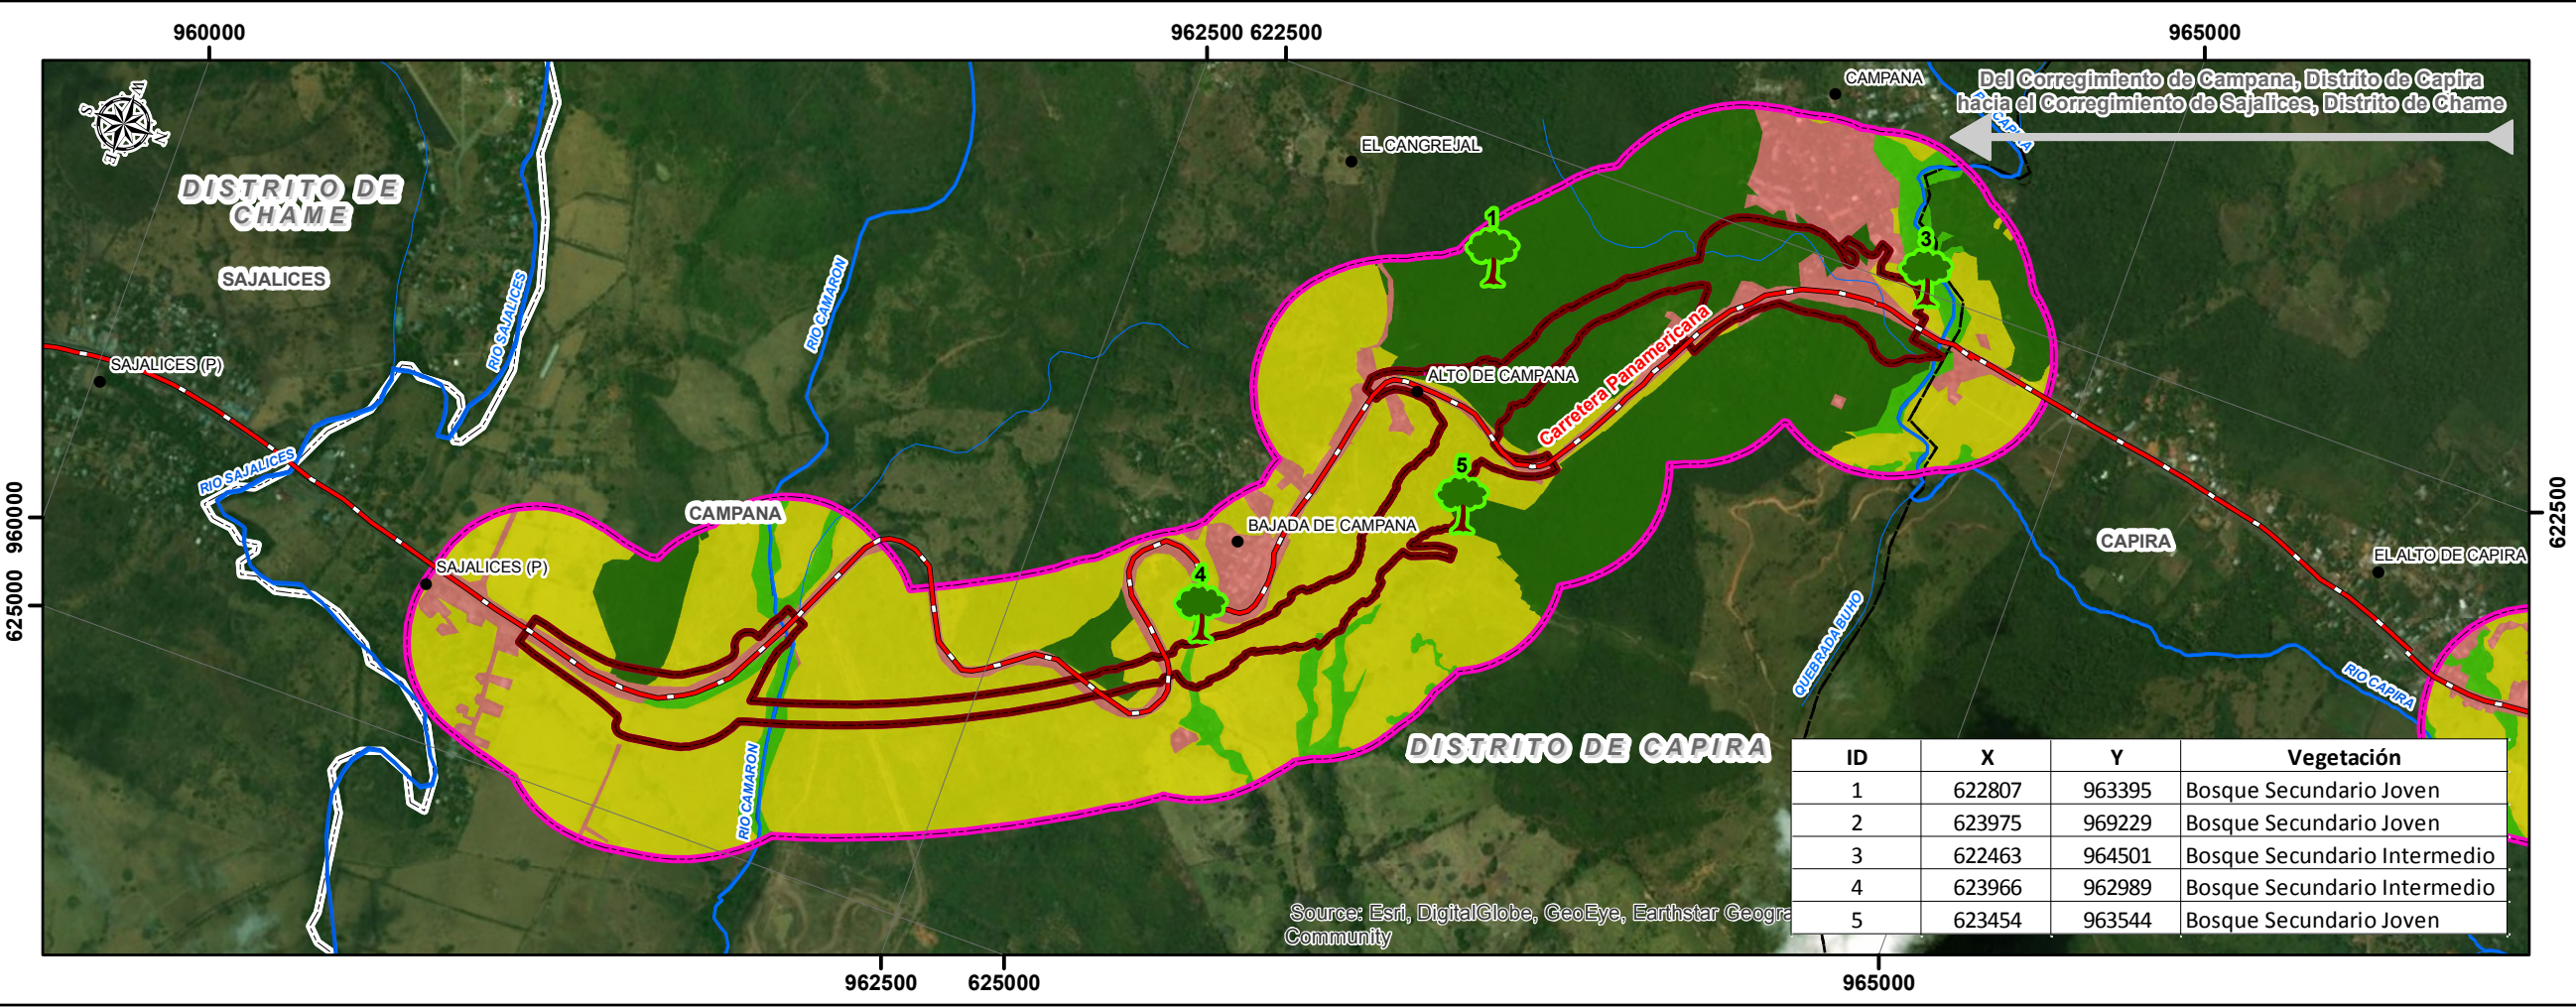 960000
962500 622500
965000
W
S
N
E
DISTRITO DE
CHAME
SAJALICES
RIO SAJALICES
RIO CAMARON
EL CANGREJAL
CAMPANA
Del Corregimiento de Campana, Distrito de Capira
hacia el Corregimiento de Sajalices, Distrito de Chame
1
3
SAJALICES (P)
ALTO DE CAMPANA
Carretera Panamericana
RIO SAJALICES
5
960000
625000
622500
CAMPANA
BAJADA DE CAMPANA
SAJALICES (P)
4
CAPIRA
EL ALTO DE CAPIRA
QUEBRADA BUHO
RIO CAPIRA
RIO CAMARON
DISTRITO DE CAPIRA
ID X Y Vegetación
1 622807 963395 Bosque Secundario Joven
2 623975 969229 Bosque Secundario Joven
3 622463 964501 Bosque Secundario Intermedio
4 623966 962989 Bosque Secundario Intermedio
5 623454 963544 Bosque Secundario Joven
Source: Esri, DigitalGlobe, GeoEye, Earthstar Geogra
Community
962500 625000
965000